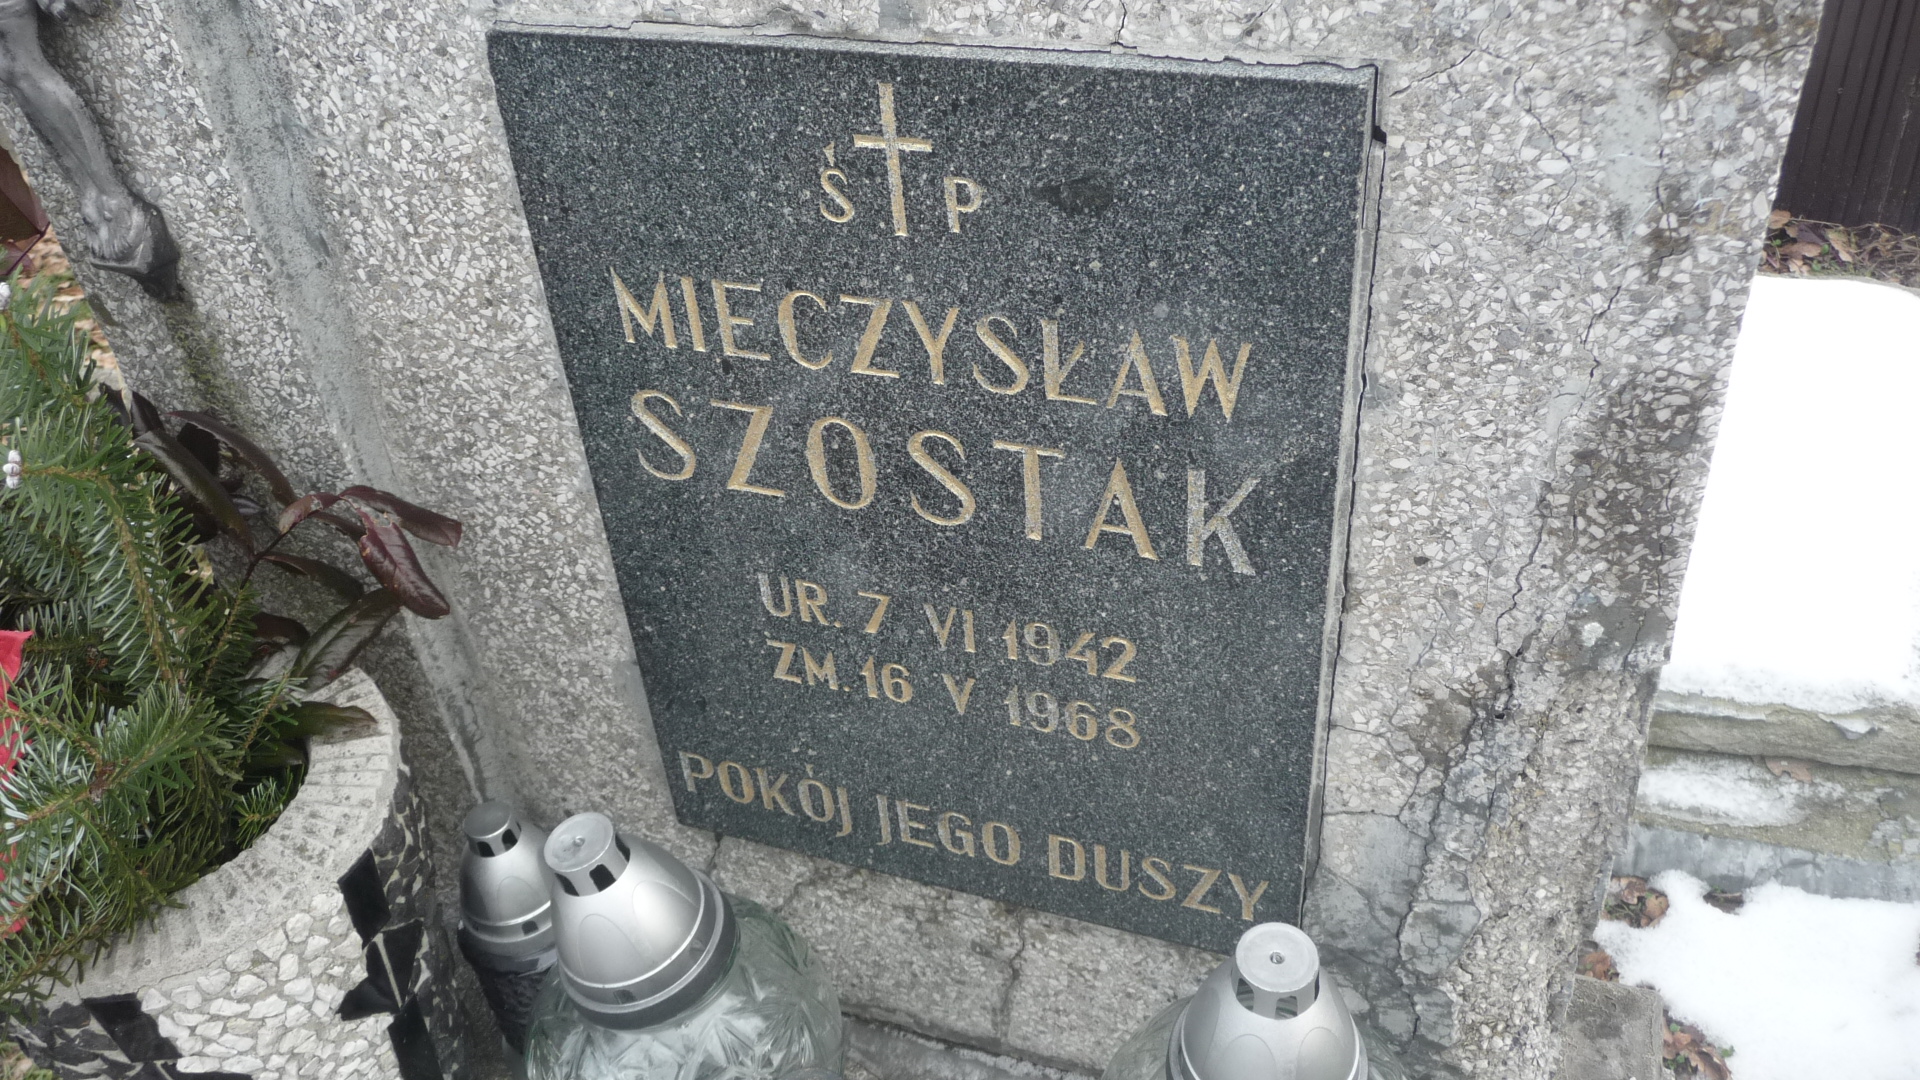 Ś P
MIECZYSŁAW
SZOSTAK
UR. 7 VI 1942
ZM. 16 V 1968
POKÓJ JEGO DUSZY